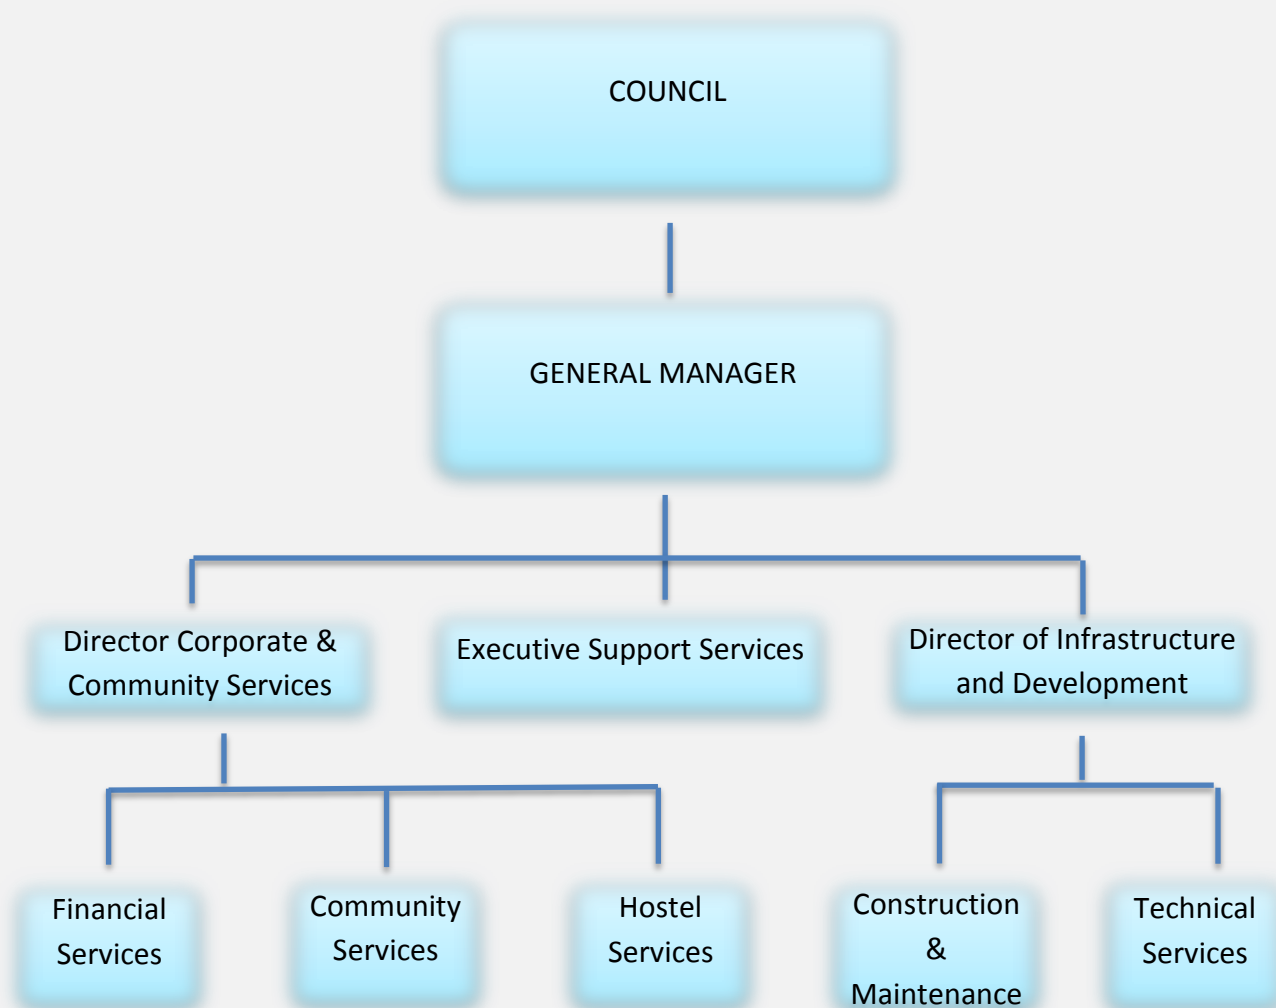 COUNCIL
GENERAL MANAGER
Director Corporate &
Community Services
Executive Support Services
Director of Infrastructure
and Development
Financial
Services
Community
Services
Hostel
Services
Construction
&
Maintenance
Technical
Services